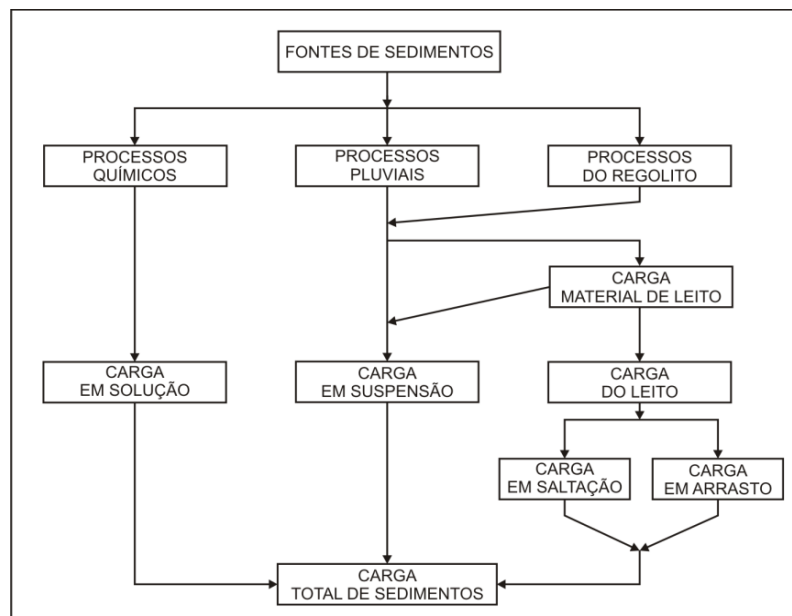 FONTES DE SEDIMENTOS
PROCESSOS
QUÍMICOS
PROCESSOS
PLUVIAIS
PROCESSOS
DO REGOLITO
CARGA
MATERIAL DE LEITO
CARGA
EM SOLUÇÃO
CARGA
EM SUSPENSÃO
CARGA
DO LEITO
CARGA
EM SALTAÇÃO
CARGA
EM ARRASTO
CARGA
TOTAL DE SEDIMENTOS